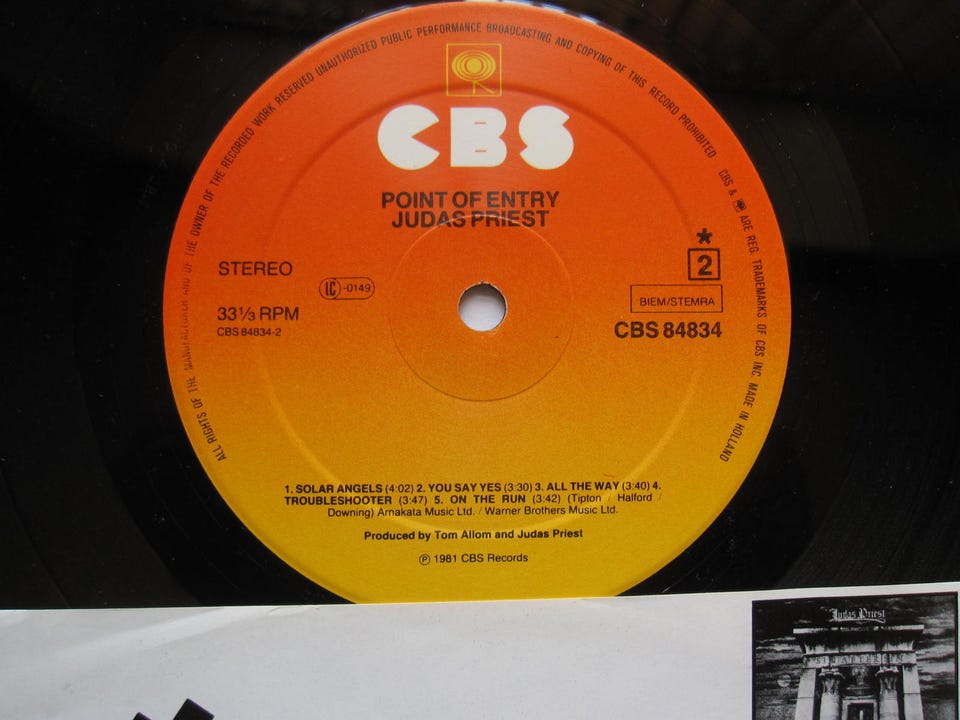 ALL RIGHTS OF THE MANUFACTURER AND OF THE OWNER OF THE RECORDED WORK RESERVED UNAUTHORIZED PUBLIC PERFORMANCE BROADCASTING AND COPYING OF THIS RECORD PROHIBITED
CBS & ARE REG. TRADEMARKS OF CBS INC. MADE IN HOLLAND
CBS
POINT OF ENTRY
JUDAS PRIEST
STEREO
LC -0149
33⅓ RPM
CBS 84834-2
*
2
BIEM/STEMRA
CBS 84834
1. SOLAR ANGELS (4:02) 2. YOU SAY YES (3:30) 3. ALL THE WAY (3:40) 4.
TROUBLESHOOTER (3:47) 5. ON THE RUN (3:42) (Tipton / Halford /
Downing) Arnakata Music Ltd. / Warner Brothers Music Ltd.
Produced by Tom Allom and Judas Priest
℗ 1981 CBS Records
Judas Priest
SIN AFTER SIN